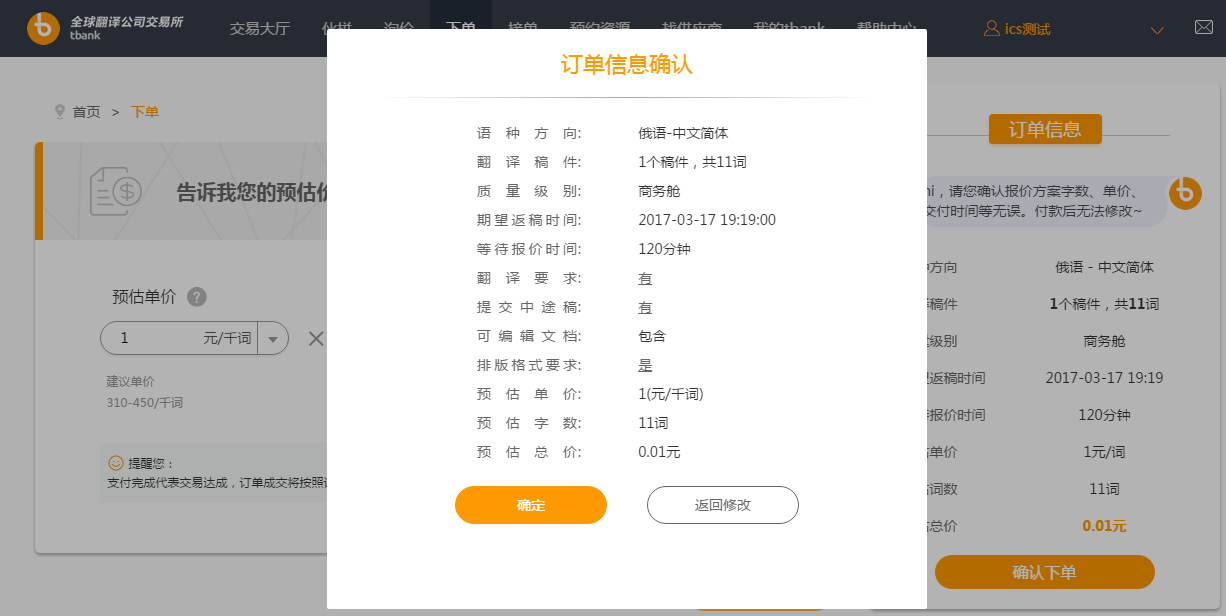 全球翻译公司交易所
tbank
交易大厅 伙拼 询价 下单 接单 预约资源 找供应商 我的tbank 帮助中心
ics测试
首页 > 下单
告诉我您的预估价
预估单价 ?
1 元/千词
建议单价
310-450/千词
提醒您：
支付完成代表交易达成，订单成交将按照
订单信息确认
语种方向: 俄语-中文简体
翻译稿件: 1个稿件，共11词
质量级别: 商务舱
期望返稿时间: 2017-03-17 19:19:00
等待报价时间: 120分钟
翻译要求: 有
提交中途稿: 有
可编辑文档: 包含
排版格式要求: 是
预估单价: 1(元/千词)
预估字数: 11词
预估总价: 0.01元
确定 返回修改
订单信息
hi，请您确认报价方案字数、单价、
交付时间等无误。付款后无法修改~
方向 俄语 - 中文简体
稿件 1个稿件，共11词
级别 商务舱
返稿时间 2017-03-17 19:19
报价时间 120分钟
单价 1元/词
词数 11词
总价 0.01元
确认下单